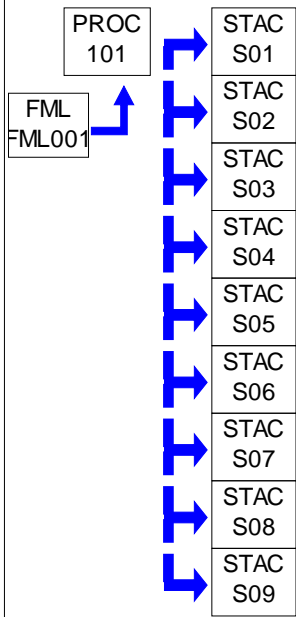 PROC
101
FML
FML001
STAC
S01
STAC
S02
STAC
S03
STAC
S04
STAC
S05
STAC
S06
STAC
S07
STAC
S08
STAC
S09